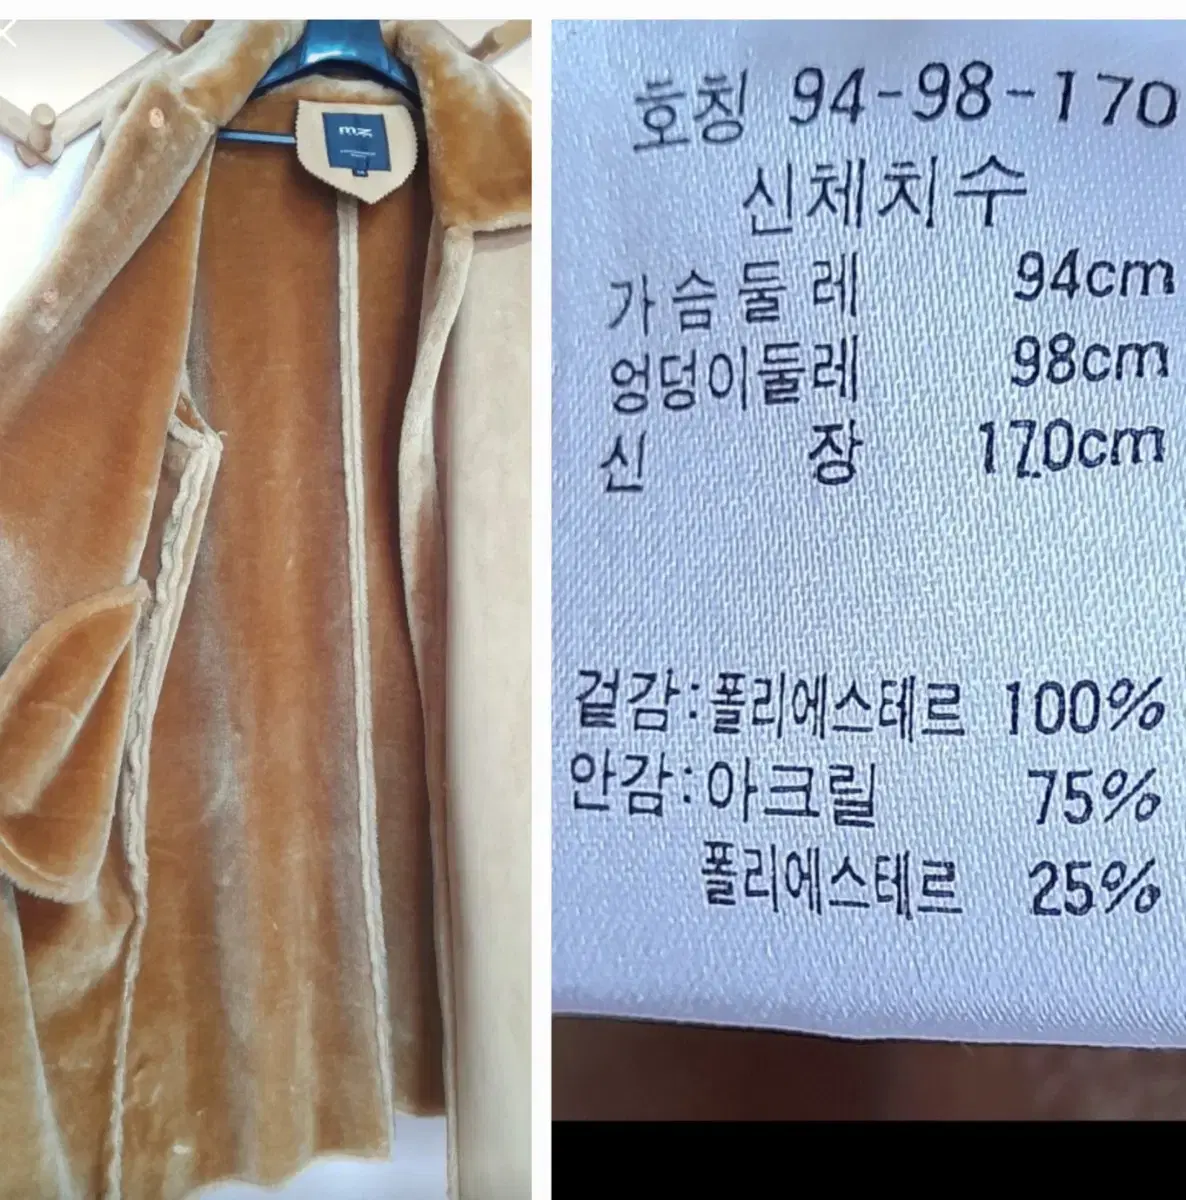 mz
호칭 94-98-170
신체치수
가슴둘레 94cm
엉덩이둘레 98cm
신 장 170cm
겉감:폴리에스테르 100%
안감:아크릴 75%
폴리에스테르 25%